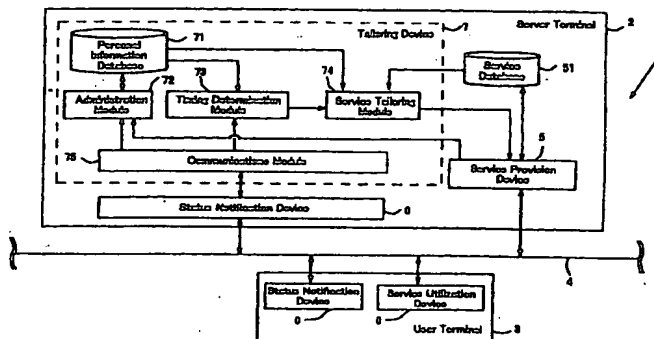 71
Tailoring Device
7
Server Terminal
2
Personal
Information
Database
72
73
74
Service
Database
51
Administration
Module
Timing Determination
Module
Service Tailoring
Module
75
Communications Module
5
Service Provision
Device
Status Notification Device
4
Status Notification
Device
Service Utilization
Device
User Terminal
3